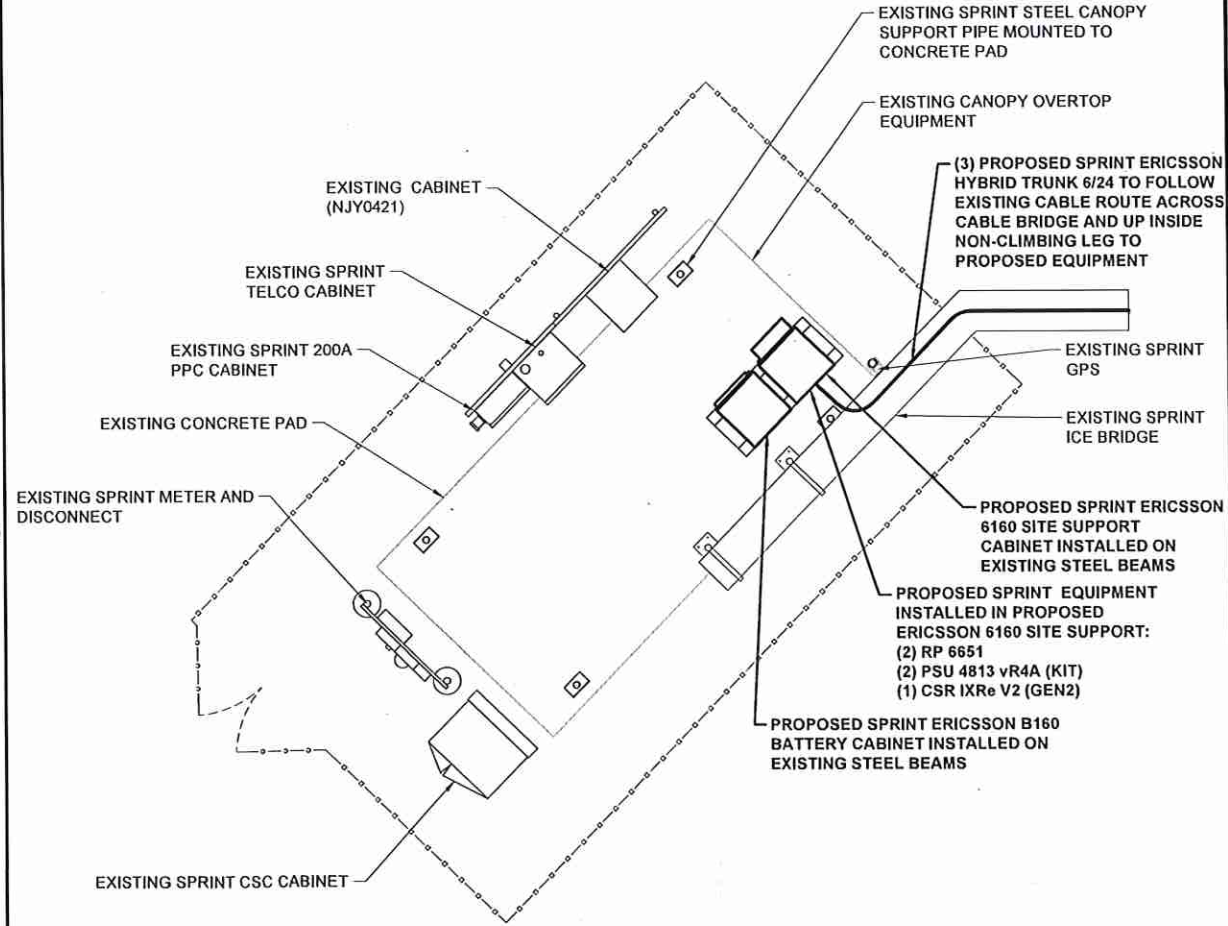 EXISTING SPRINT STEEL CANOPY
SUPPORT PIPE MOUNTED TO
CONCRETE PAD
EXISTING CANOPY OVERTOP
EQUIPMENT
(3) PROPOSED SPRINT ERICSSON
HYBRID TRUNK 6/24 TO FOLLOW
EXISTING CABLE ROUTE ACROSS
CABLE BRIDGE AND UP INSIDE
NON-CLIMBING LEG TO
PROPOSED EQUIPMENT
EXISTING CABINET
(NJY0421)
EXISTING SPRINT
TELCO CABINET
EXISTING SPRINT 200A
PPC CABINET
EXISTING CONCRETE PAD
EXISTING SPRINT METER AND
DISCONNECT
EXISTING SPRINT
GPS
EXISTING SPRINT
ICE BRIDGE
PROPOSED SPRINT ERICSSON
6160 SITE SUPPORT
CABINET INSTALLED ON
EXISTING STEEL BEAMS
PROPOSED SPRINT EQUIPMENT
INSTALLED IN PROPOSED
ERICSSON 6160 SITE SUPPORT:
(2) RP 6651
(2) PSU 4813 vR4A (KIT)
(1) CSR IXRe V2 (GEN2)
PROPOSED SPRINT ERICSSON B160
BATTERY CABINET INSTALLED ON
EXISTING STEEL BEAMS
EXISTING SPRINT CSC CABINET